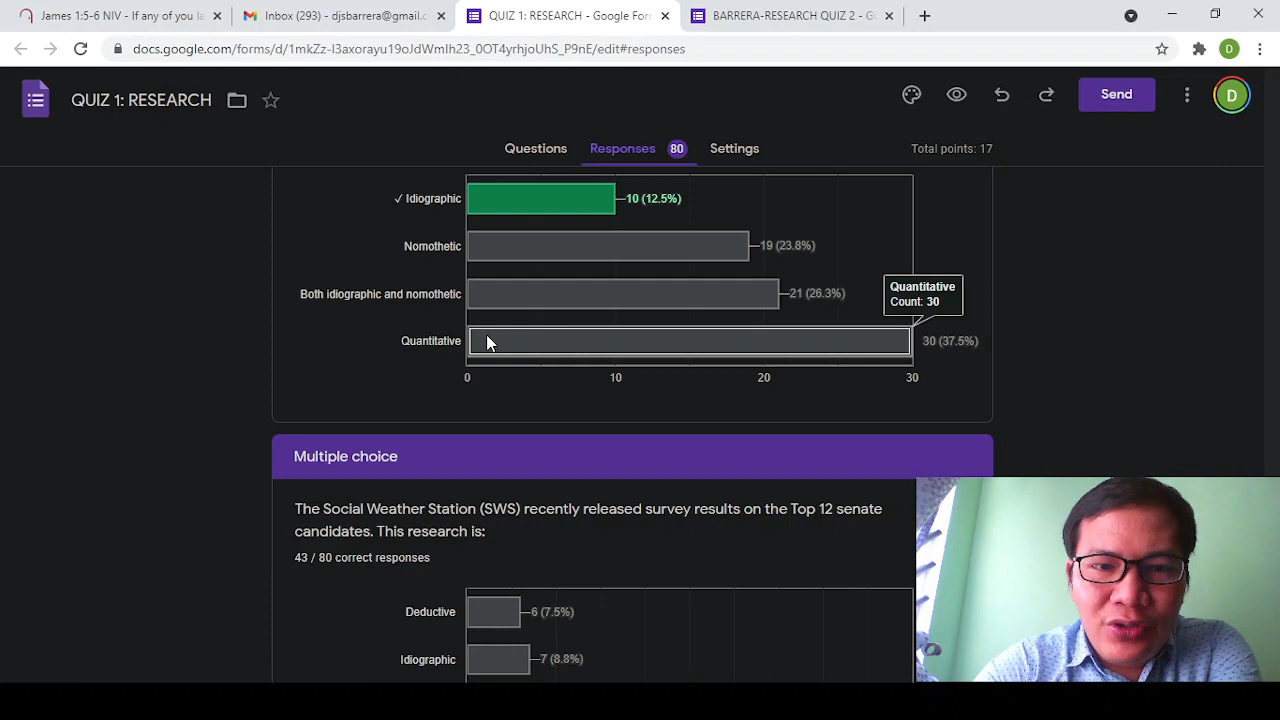 James 1:5-6 NIV - If any of you la
Inbox (293) - djsbarrera@gmail.c
QUIZ 1: RESEARCH - Google Form
BARRERA-RESEARCH QUIZ 2 - Go
docs.google.com/forms/d/1mkZz-I3axorayu19oJdWmIh23_0OT4yrhjoUhS_P9nE/edit#responses
D
QUIZ 1: RESEARCH
Send
D
Questions
Responses 80
Settings
Total points: 17
✓ Idiographic
10 (12.5%)
Nomothetic
19 (23.8%)
Both idiographic and nomothetic
21 (26.3%)
Quantitative
Count: 30
Quantitative
30 (37.5%)
0 10 20 30
Multiple choice
The Social Weather Station (SWS) recently released survey results on the Top 12 senate
candidates. This research is:
43 / 80 correct responses
Deductive
6 (7.5%)
Idiographic
7 (8.8%)